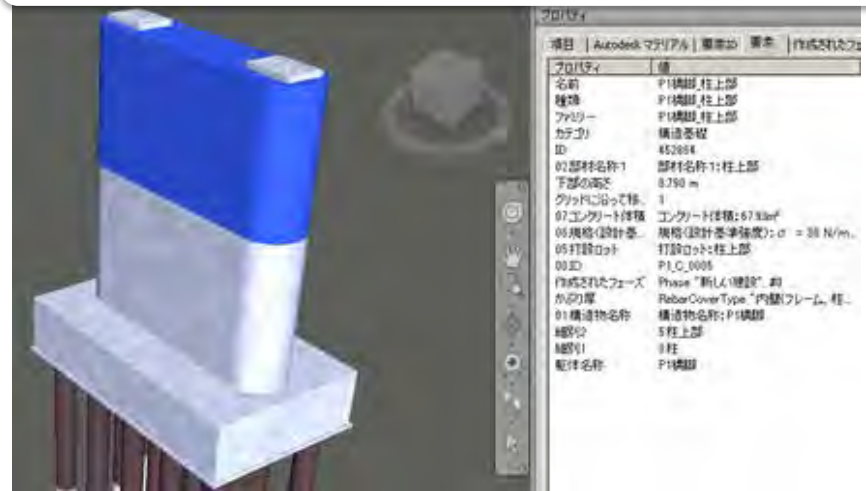 プロパティ
項目 | Autodesk マテリアル | 要素ID 要素 | 作成されたフェ
プロパティ 値
名前 P1橋脚_柱上部
種類 P1橋脚_柱上部
ファミリー P1橋脚_柱上部
カテゴリ 構造基礎
ID 452864
02部材名称1 部材名称1:柱上部
下部の高さ 8.790 m
グリッドに沿って移.. 1
07コンクリート体積 コンクリート体積:
06規格(設計基.. 規格(設計基準強度):σ = 30 N/m..
05打設ロット 打設ロット:柱上部
00ID P1_C_0005
作成されたフェーズ Phase "新しい建設", #
かぶり厚 RebarCoverType "内壁(フレーム, 柱..
01構造物名称 構造物名称:P1橋脚
細別2 5柱上部
細別1 3柱
躯体名称 P1橋脚